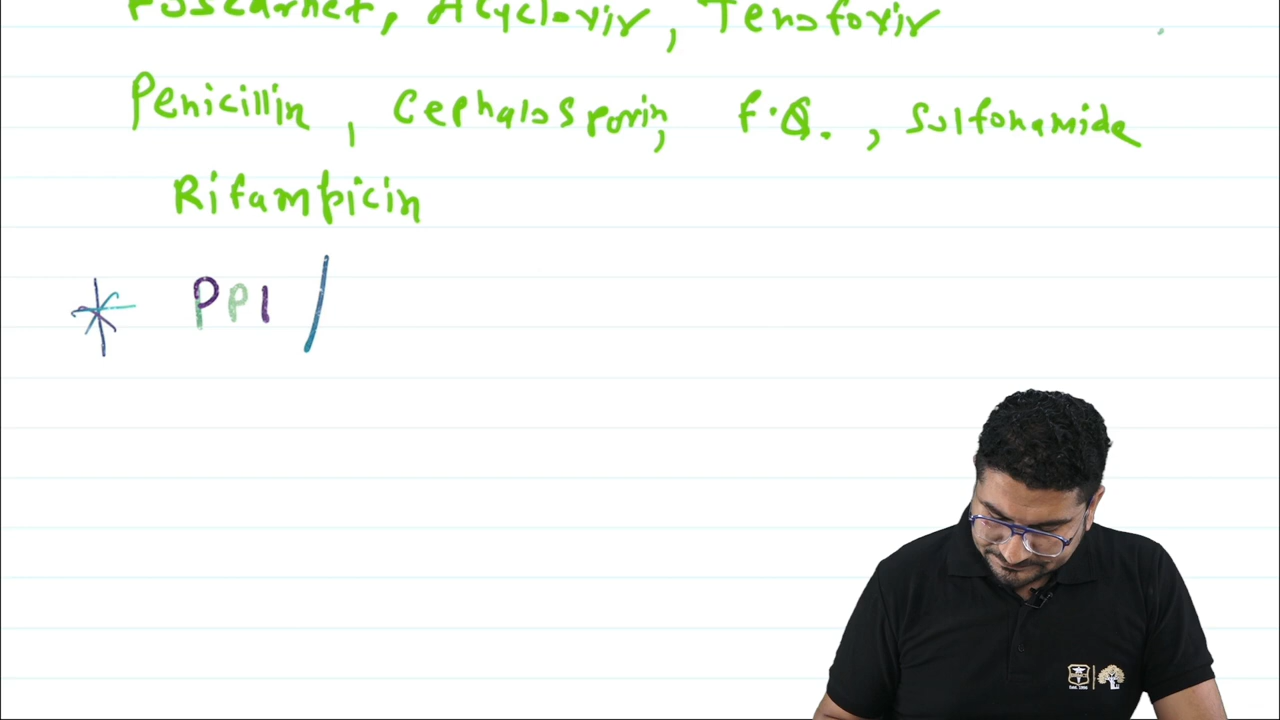 Foscarnet, Acyclovir, Tenofovir
Penicillin, Cephalosporin, F.Q., Sulfonamide
Rifampicin
* PPI /